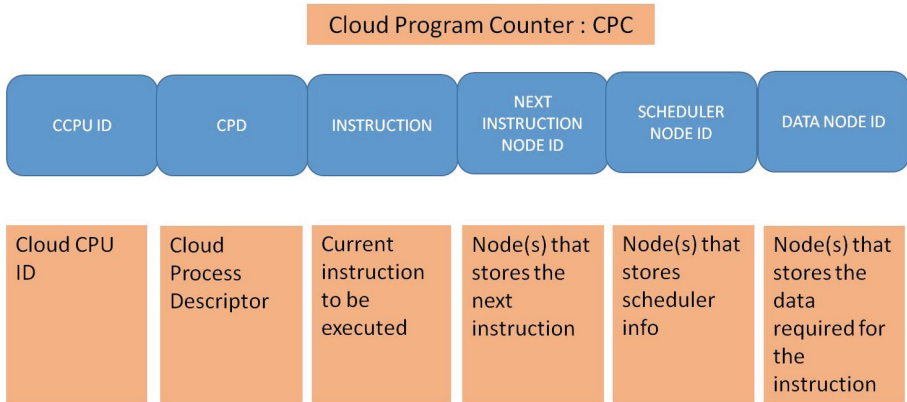 Cloud Program Counter : CPC
CCPU ID
CPD
INSTRUCTION
NEXT
INSTRUCTION
NODE ID
SCHEDULER
NODE ID
DATA NODE ID
Cloud CPU
ID
Cloud
Process
Descriptor
Current
instruction
to be
executed
Node(s) that
stores the
next
instruction
Node(s) that
stores
scheduler
info
Node(s) that
stores the
data
required for
the
instruction